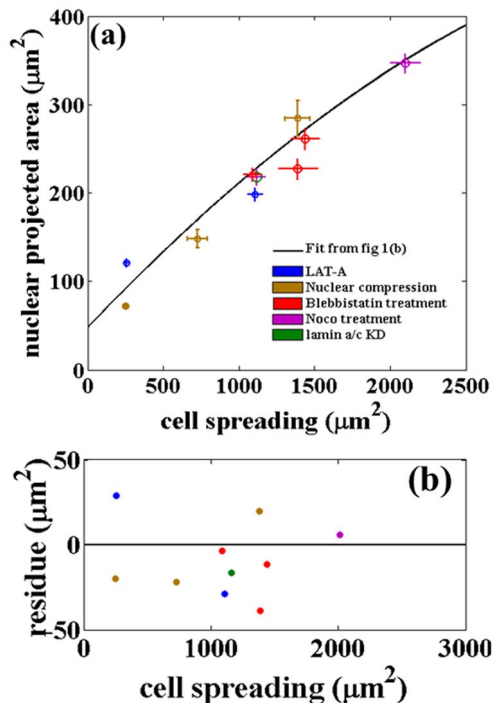 (a)
nuclear projected area (μm²)
400
300
200
100
0
Fit from fig 1(b)
LAT-A
Nuclear compression
Blebbistatin treatment
Noco treatment
lamin a/c KD
0 500 1000 1500 2000 2500
cell spreading (μm²)
(b)
residue (μm²)
50
0
-50
0 1000 2000 3000
cell spreading (μm²)